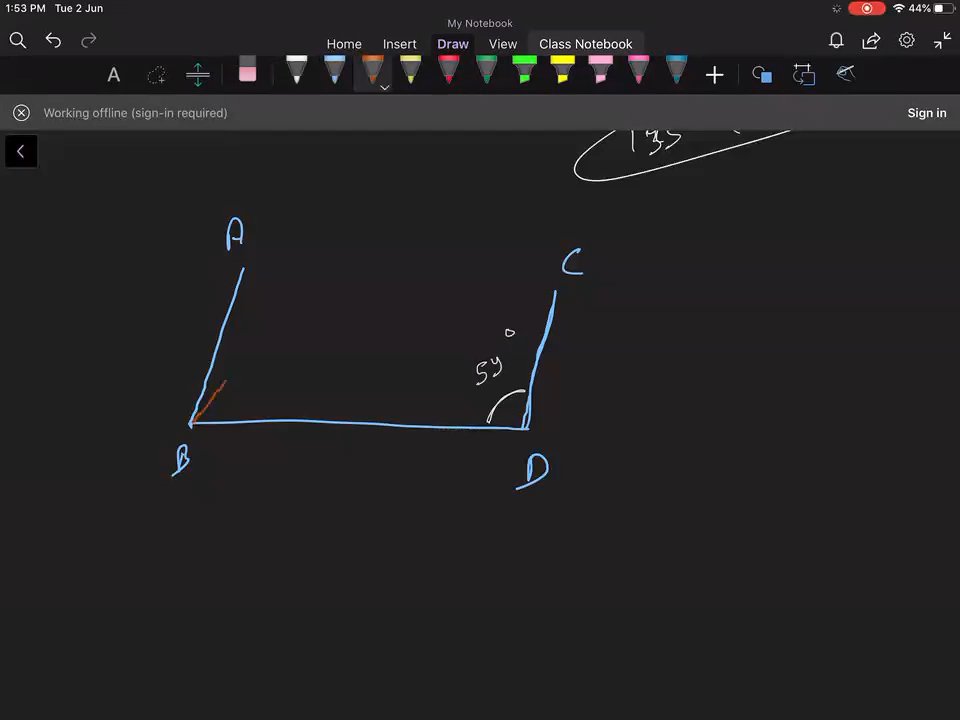 1:53 PM Tue 2 Jun
44%
My Notebook
Home Insert Draw View Class Notebook
A
Working offline (sign-in required)
Sign in
A
C
B
D